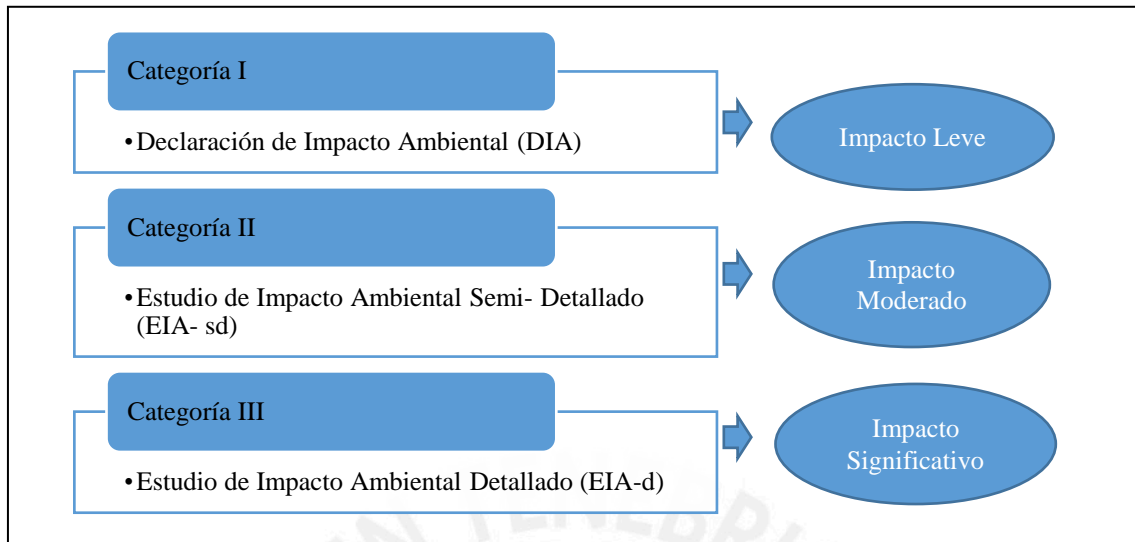 Categoría I
•Declaración de Impacto Ambiental (DIA)
Impacto Leve
Categoría II
•Estudio de Impacto Ambiental Semi- Detallado
(EIA- sd)
Impacto
Moderado
Categoría III
•Estudio de Impacto Ambiental Detallado (EIA-d)
Impacto
Significativo